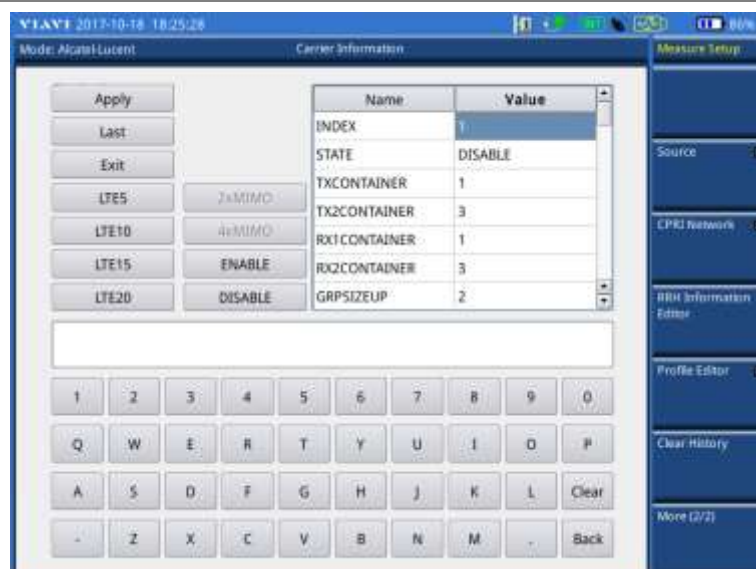 VIAVI 2017-10-18 18:25:28
86%
Mode: Alcatel-Lucent
Carrier Information
Measure Setup
Apply
Last
Exit
LTE5 2xMIMO
LTE10 4xMIMO
LTE15 ENABLE
LTE20 DISABLE
Name Value
INDEX 1
STATE DISABLE
TXCONTAINER 1
TX2CONTAINER 3
RX1CONTAINER 1
RX2CONTAINER 3
GRPSIZEUP 2
1 2 3 4 5 6 7 8 9 0
Q W E R T Y U I O P
A S D F G H J K L Clear
- Z X C V B N M . Back
Source
CPRI Network
RRH Information
Editor
Profile Editor
Clear History
More (2/2)